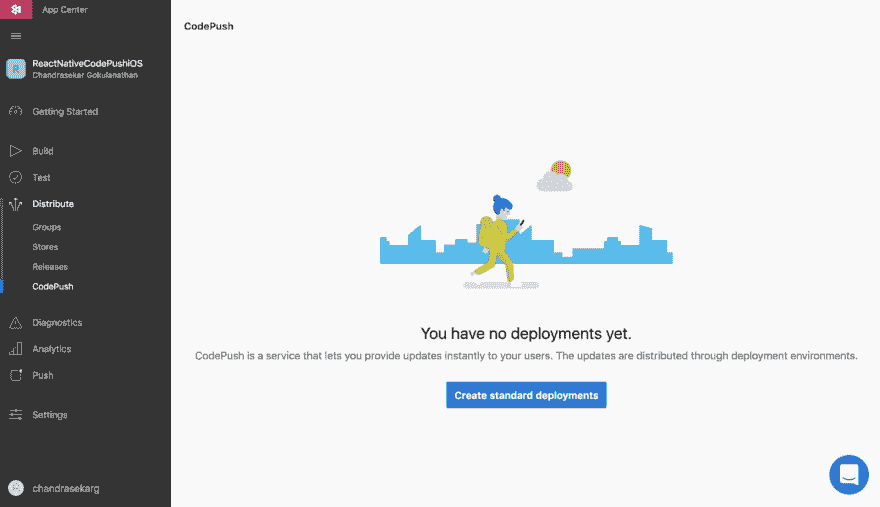 App Center
CodePush
R
ReactNativeCodePushiOS
Chandrasekar Gokulanathan
Getting Started
Build
Test
Distribute
Groups
Stores
Releases
CodePush
Diagnostics
Analytics
Push
Settings
chandrasekarg
You have no deployments yet.
CodePush is a service that lets you provide updates instantly to your users. The updates are distributed through deployment environments.
Create standard deployments